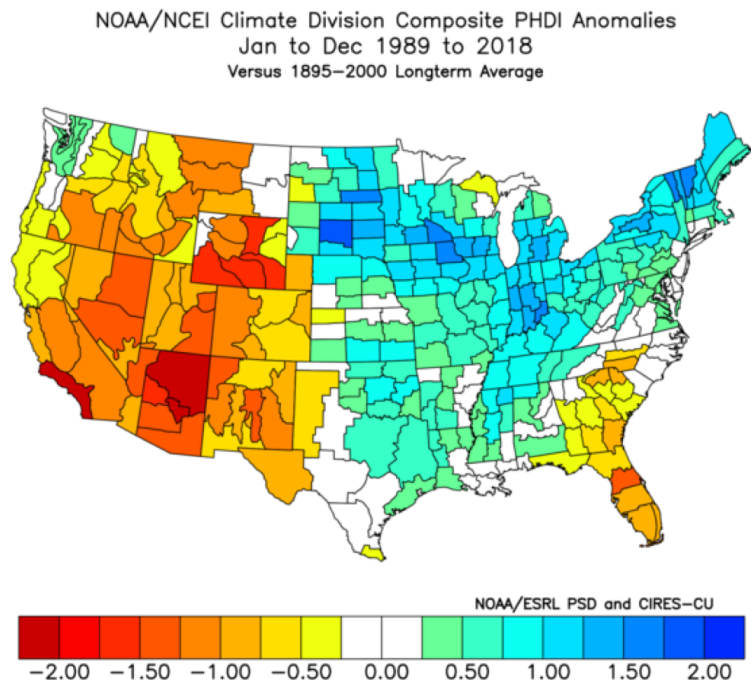 NOAA/NCEI Climate Division Composite PHDI Anomalies
Jan to Dec 1989 to 2018
Versus 1895–2000 Longterm Average
NOAA/ESRL PSD and CIRES–CU
−2.00 −1.50 −1.00 −0.50 0.00 0.50 1.00 1.50 2.00